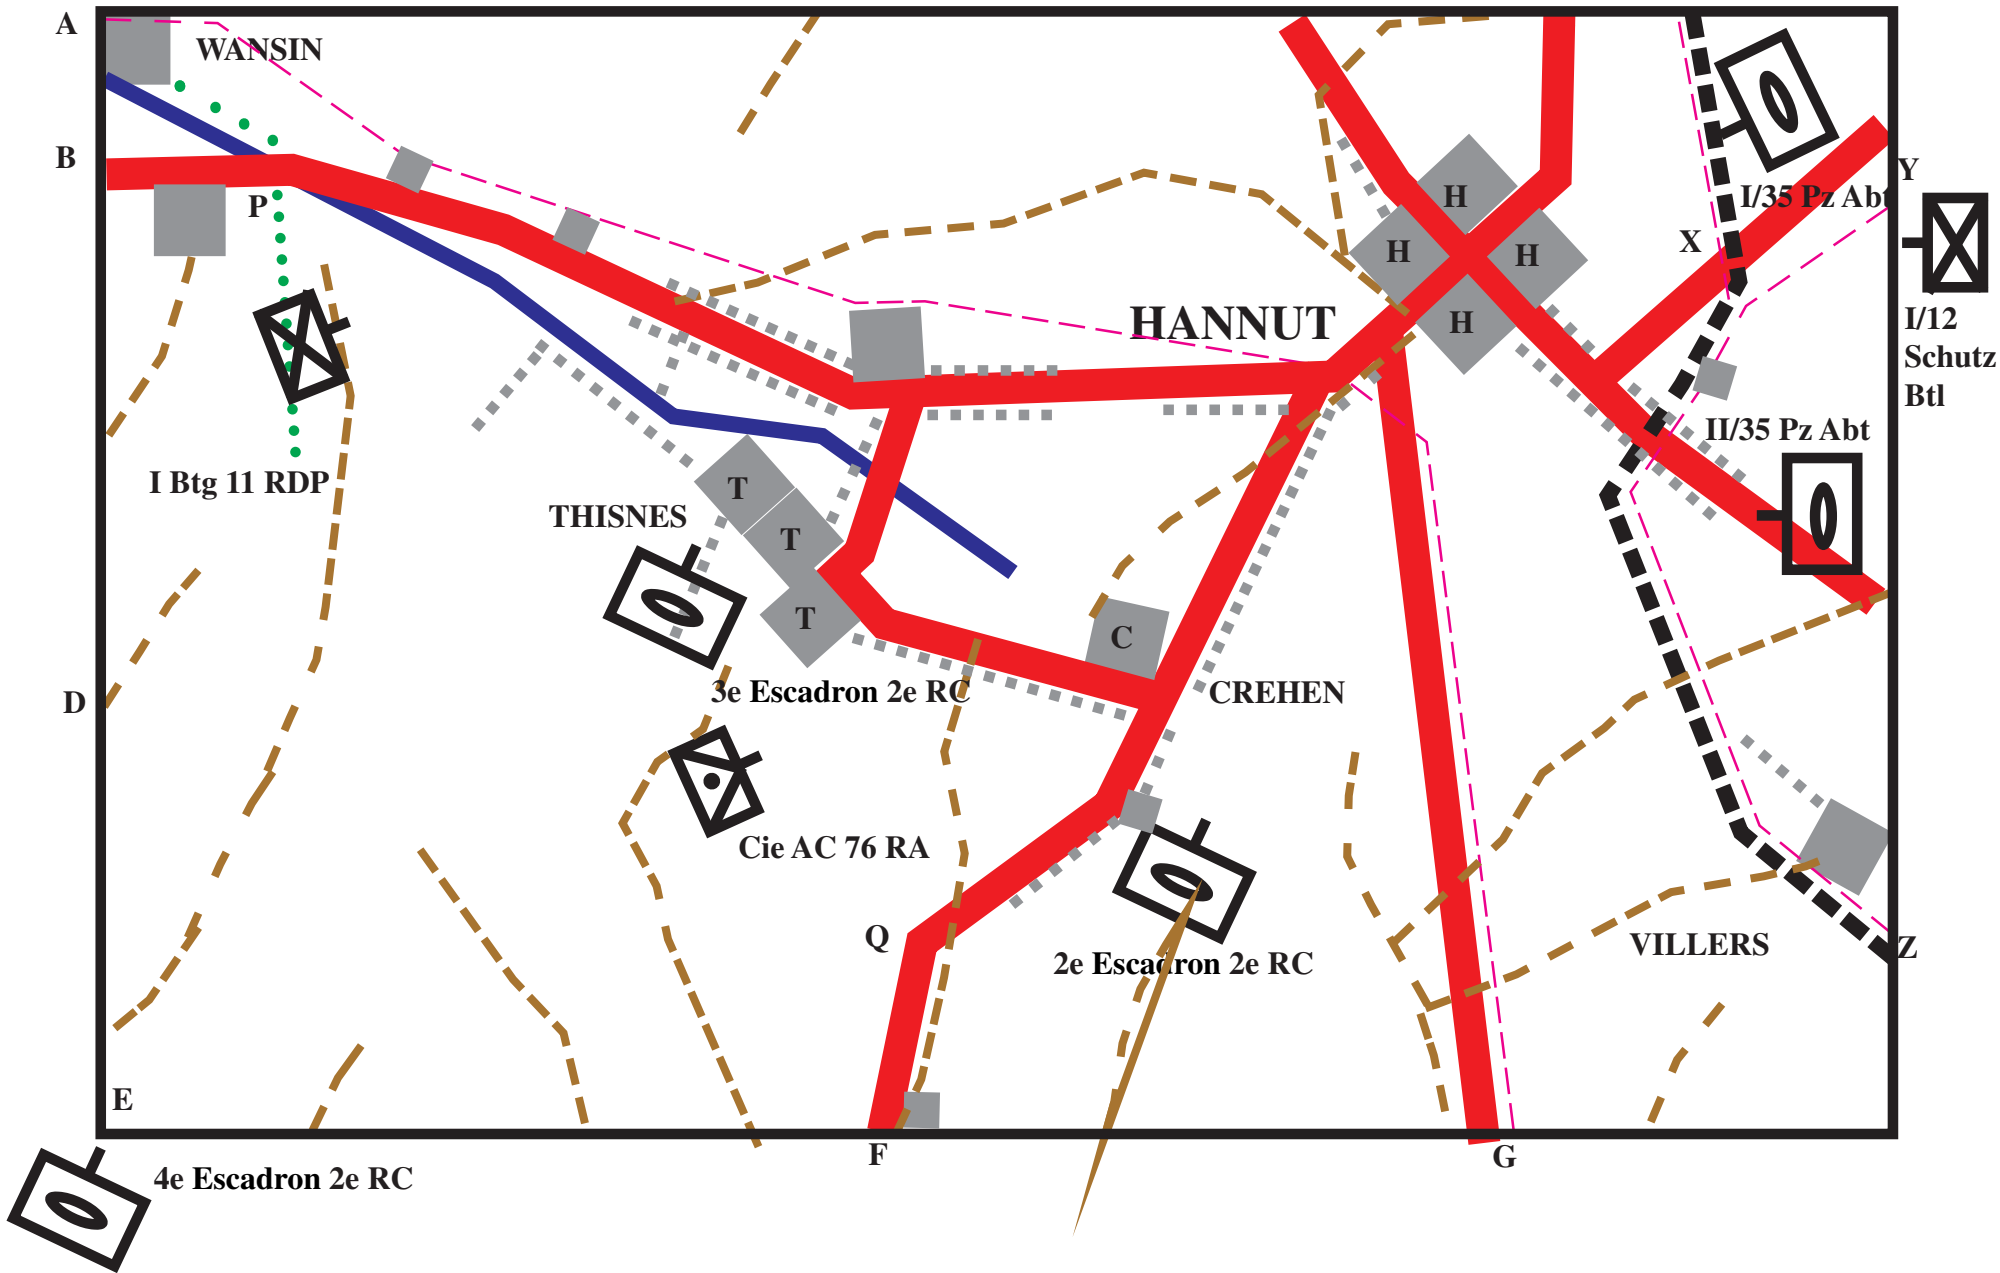 A
WANSIN
B
P
H
H
H
H
I/35 Pz Abt
Y
X
HANNUT
I/12
Schutz
Btl
II/35 Pz Abt
I Btg 11 RDP
THISNES
T
T
T
C
3e Escadron 2e RC
CREHEN
D
Cie AC 76 RA
Q
2e Escadron 2e RC
VILLERS
Z
E
F
G
4e Escadron 2e RC